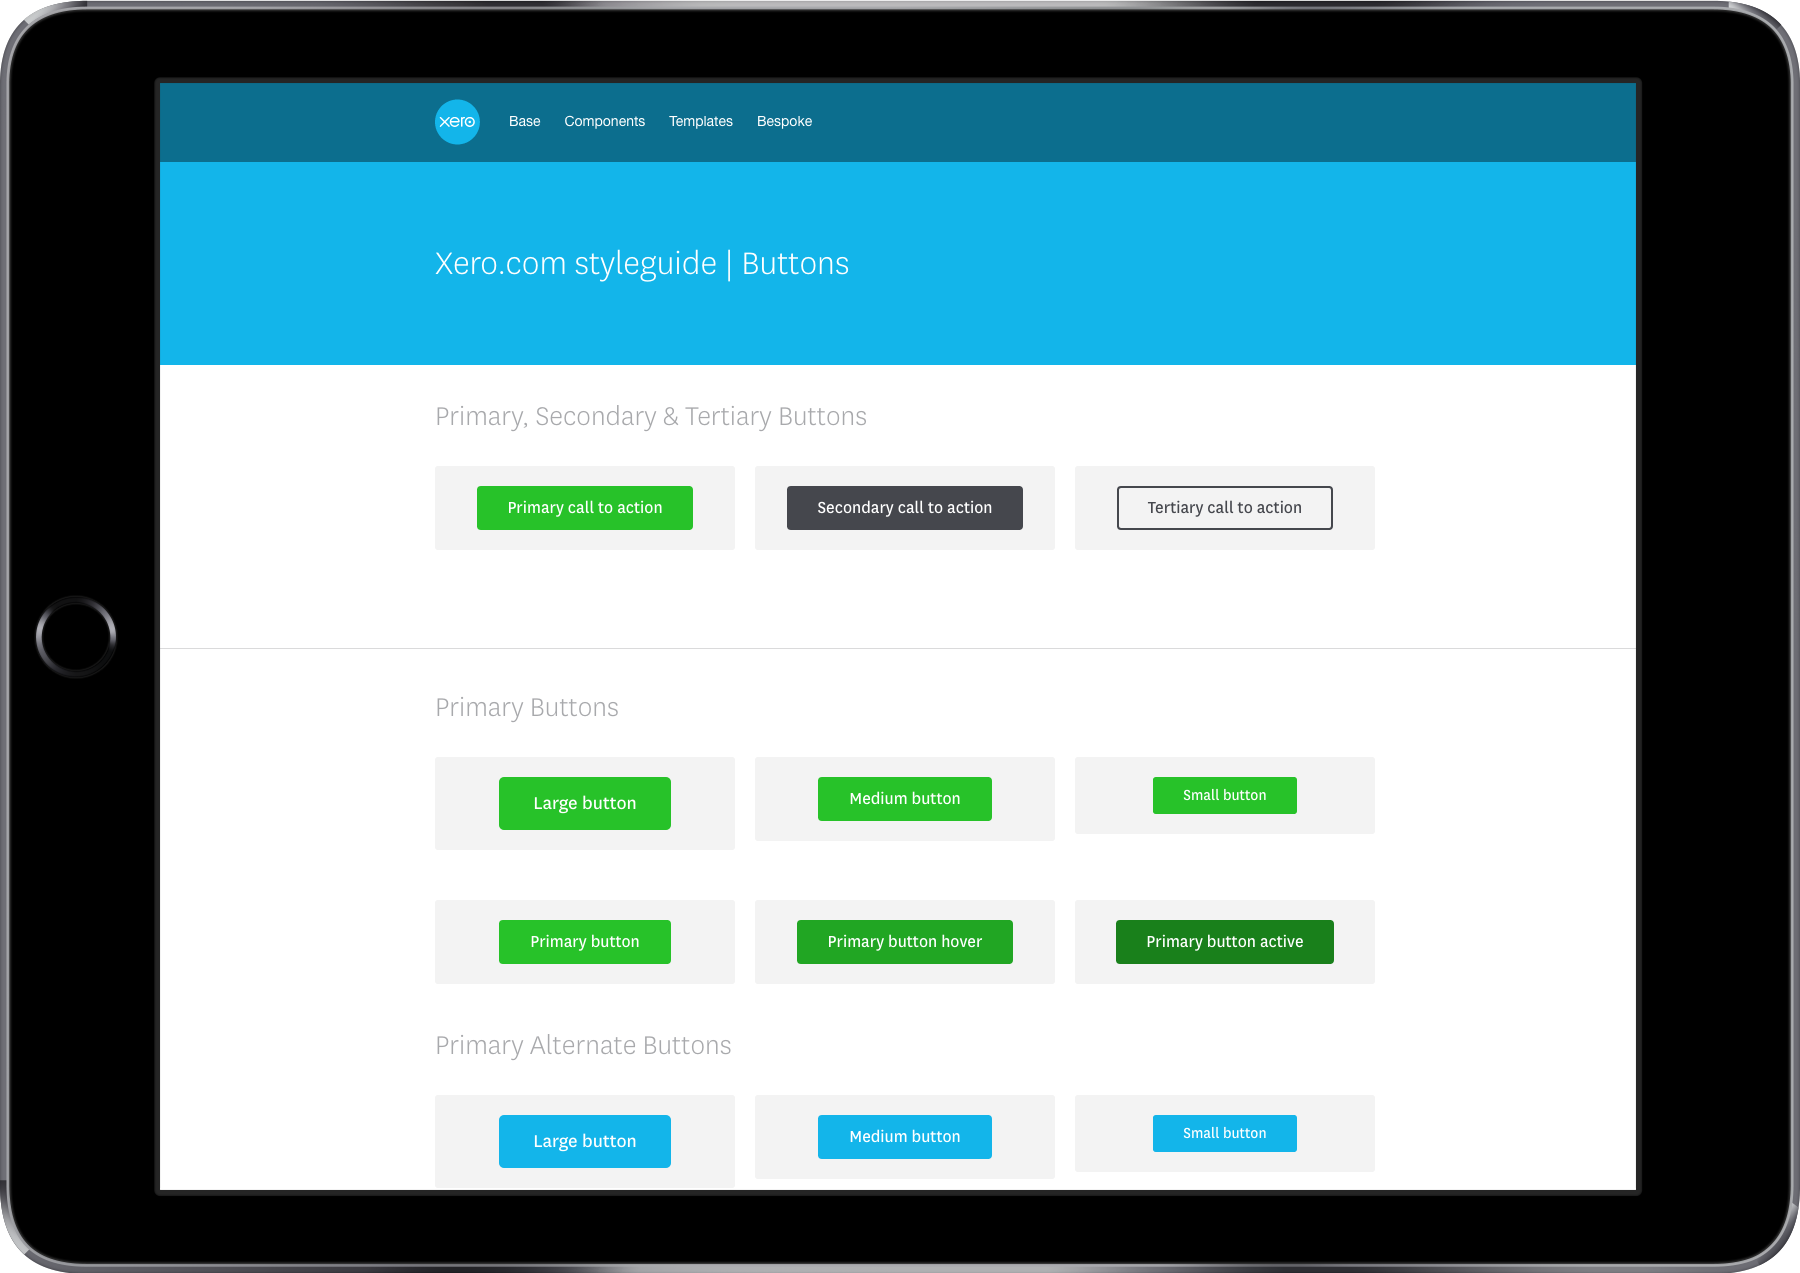 xero Base Components Templates Bespoke
Xero.com styleguide | Buttons
Primary, Secondary & Tertiary Buttons
Primary call to action Secondary call to action Tertiary call to action
Primary Buttons
Large button Medium button Small button
Primary button Primary button hover Primary button active
Primary Alternate Buttons
Large button Medium button Small button